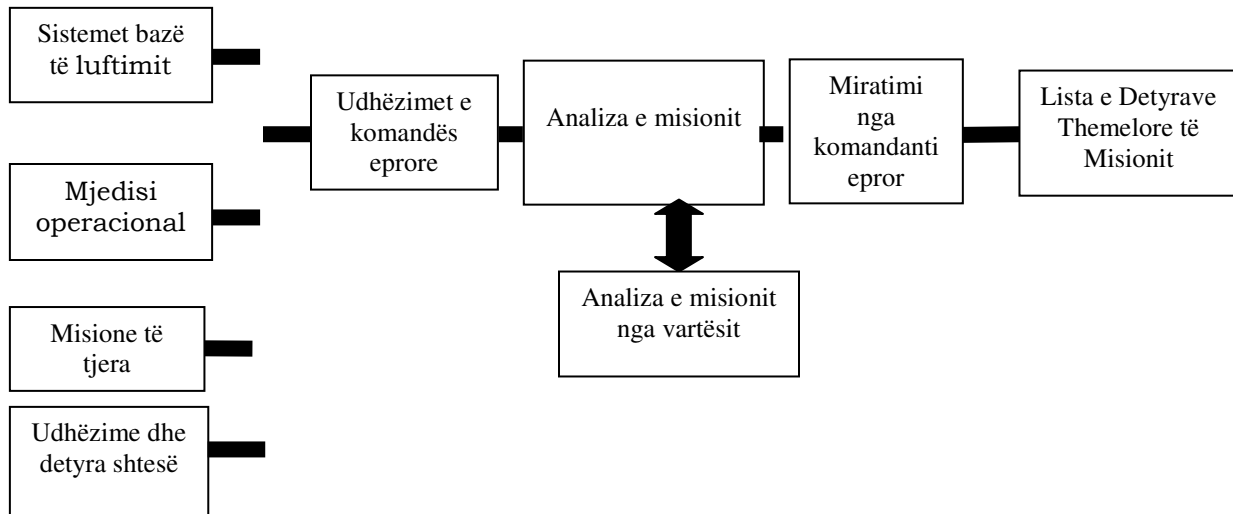 Sistemet bazë
të luftimit
Mjedisi
operacional
Misione të
tjera
Udhëzime dhe
detyra shtesë
Udhëzimet e
komandës
eprore
Analiza e misionit
Analiza e misionit
nga vartësit
Miratimi
nga
komandanti
epror
Lista e Detyrave
Themelore të
Misionit